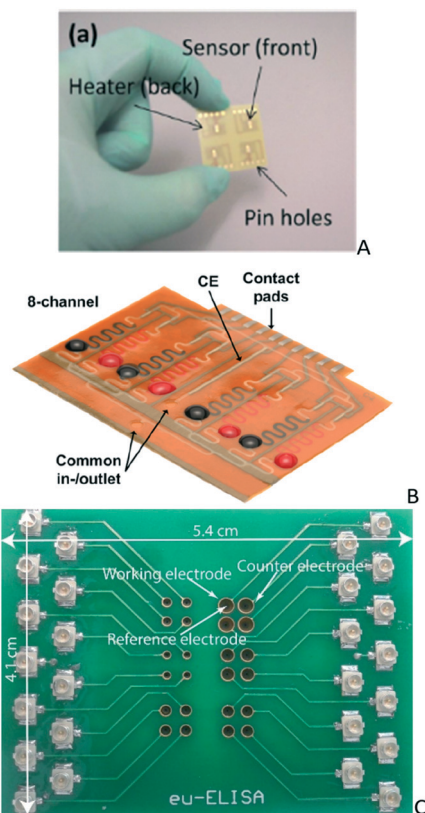 (a)
Sensor (front)
Heater (back)
Pin holes
A
8-channel
CE
Contact
pads
Common
in-/outlet
B
5.4 cm
Working electrode
Counter electrode
Reference electrode
4.1 cm
eu-ELISA
C